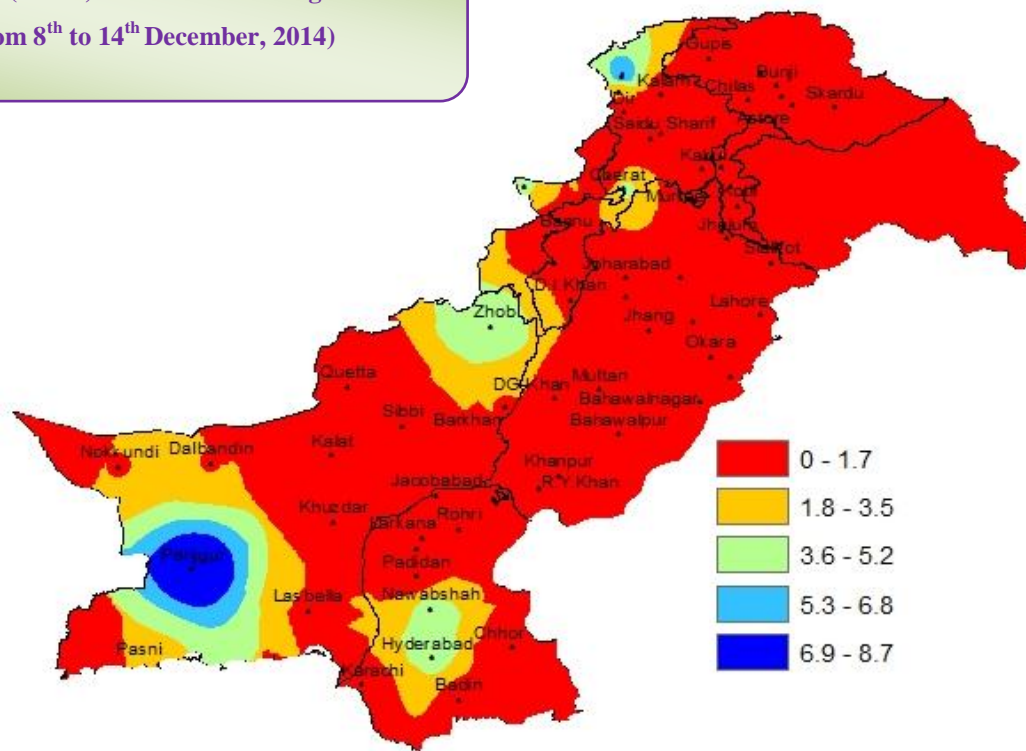 om 8th to 14th December, 2014)
Gupis
Kalam
Chilas
Bunji
Skardu
Dir
Astore
Saidu Sharif
Kakul
Cherat
Kotli
Bannu
Jhelum
Sialkot
Joharabad
D.I.Khan
Zhob
Lahore
Jhang
Okara
Quetta
DG Khan
Multan
Sibbi
Barkhan
Bahawalnagar
Bahawalpur
Nokkundi
Dalbandin
Kalat
Khanpur
R.Y.Khan
Jacobabad
Khuzdar
Larkana
Rohri
Panjgur
Padidan
Lasbella
Nawabshah
Pasni
Hyderabad
Chhor
Karachi
Badin
0 - 1.7
1.8 - 3.5
3.6 - 5.2
5.3 - 6.8
6.9 - 8.7